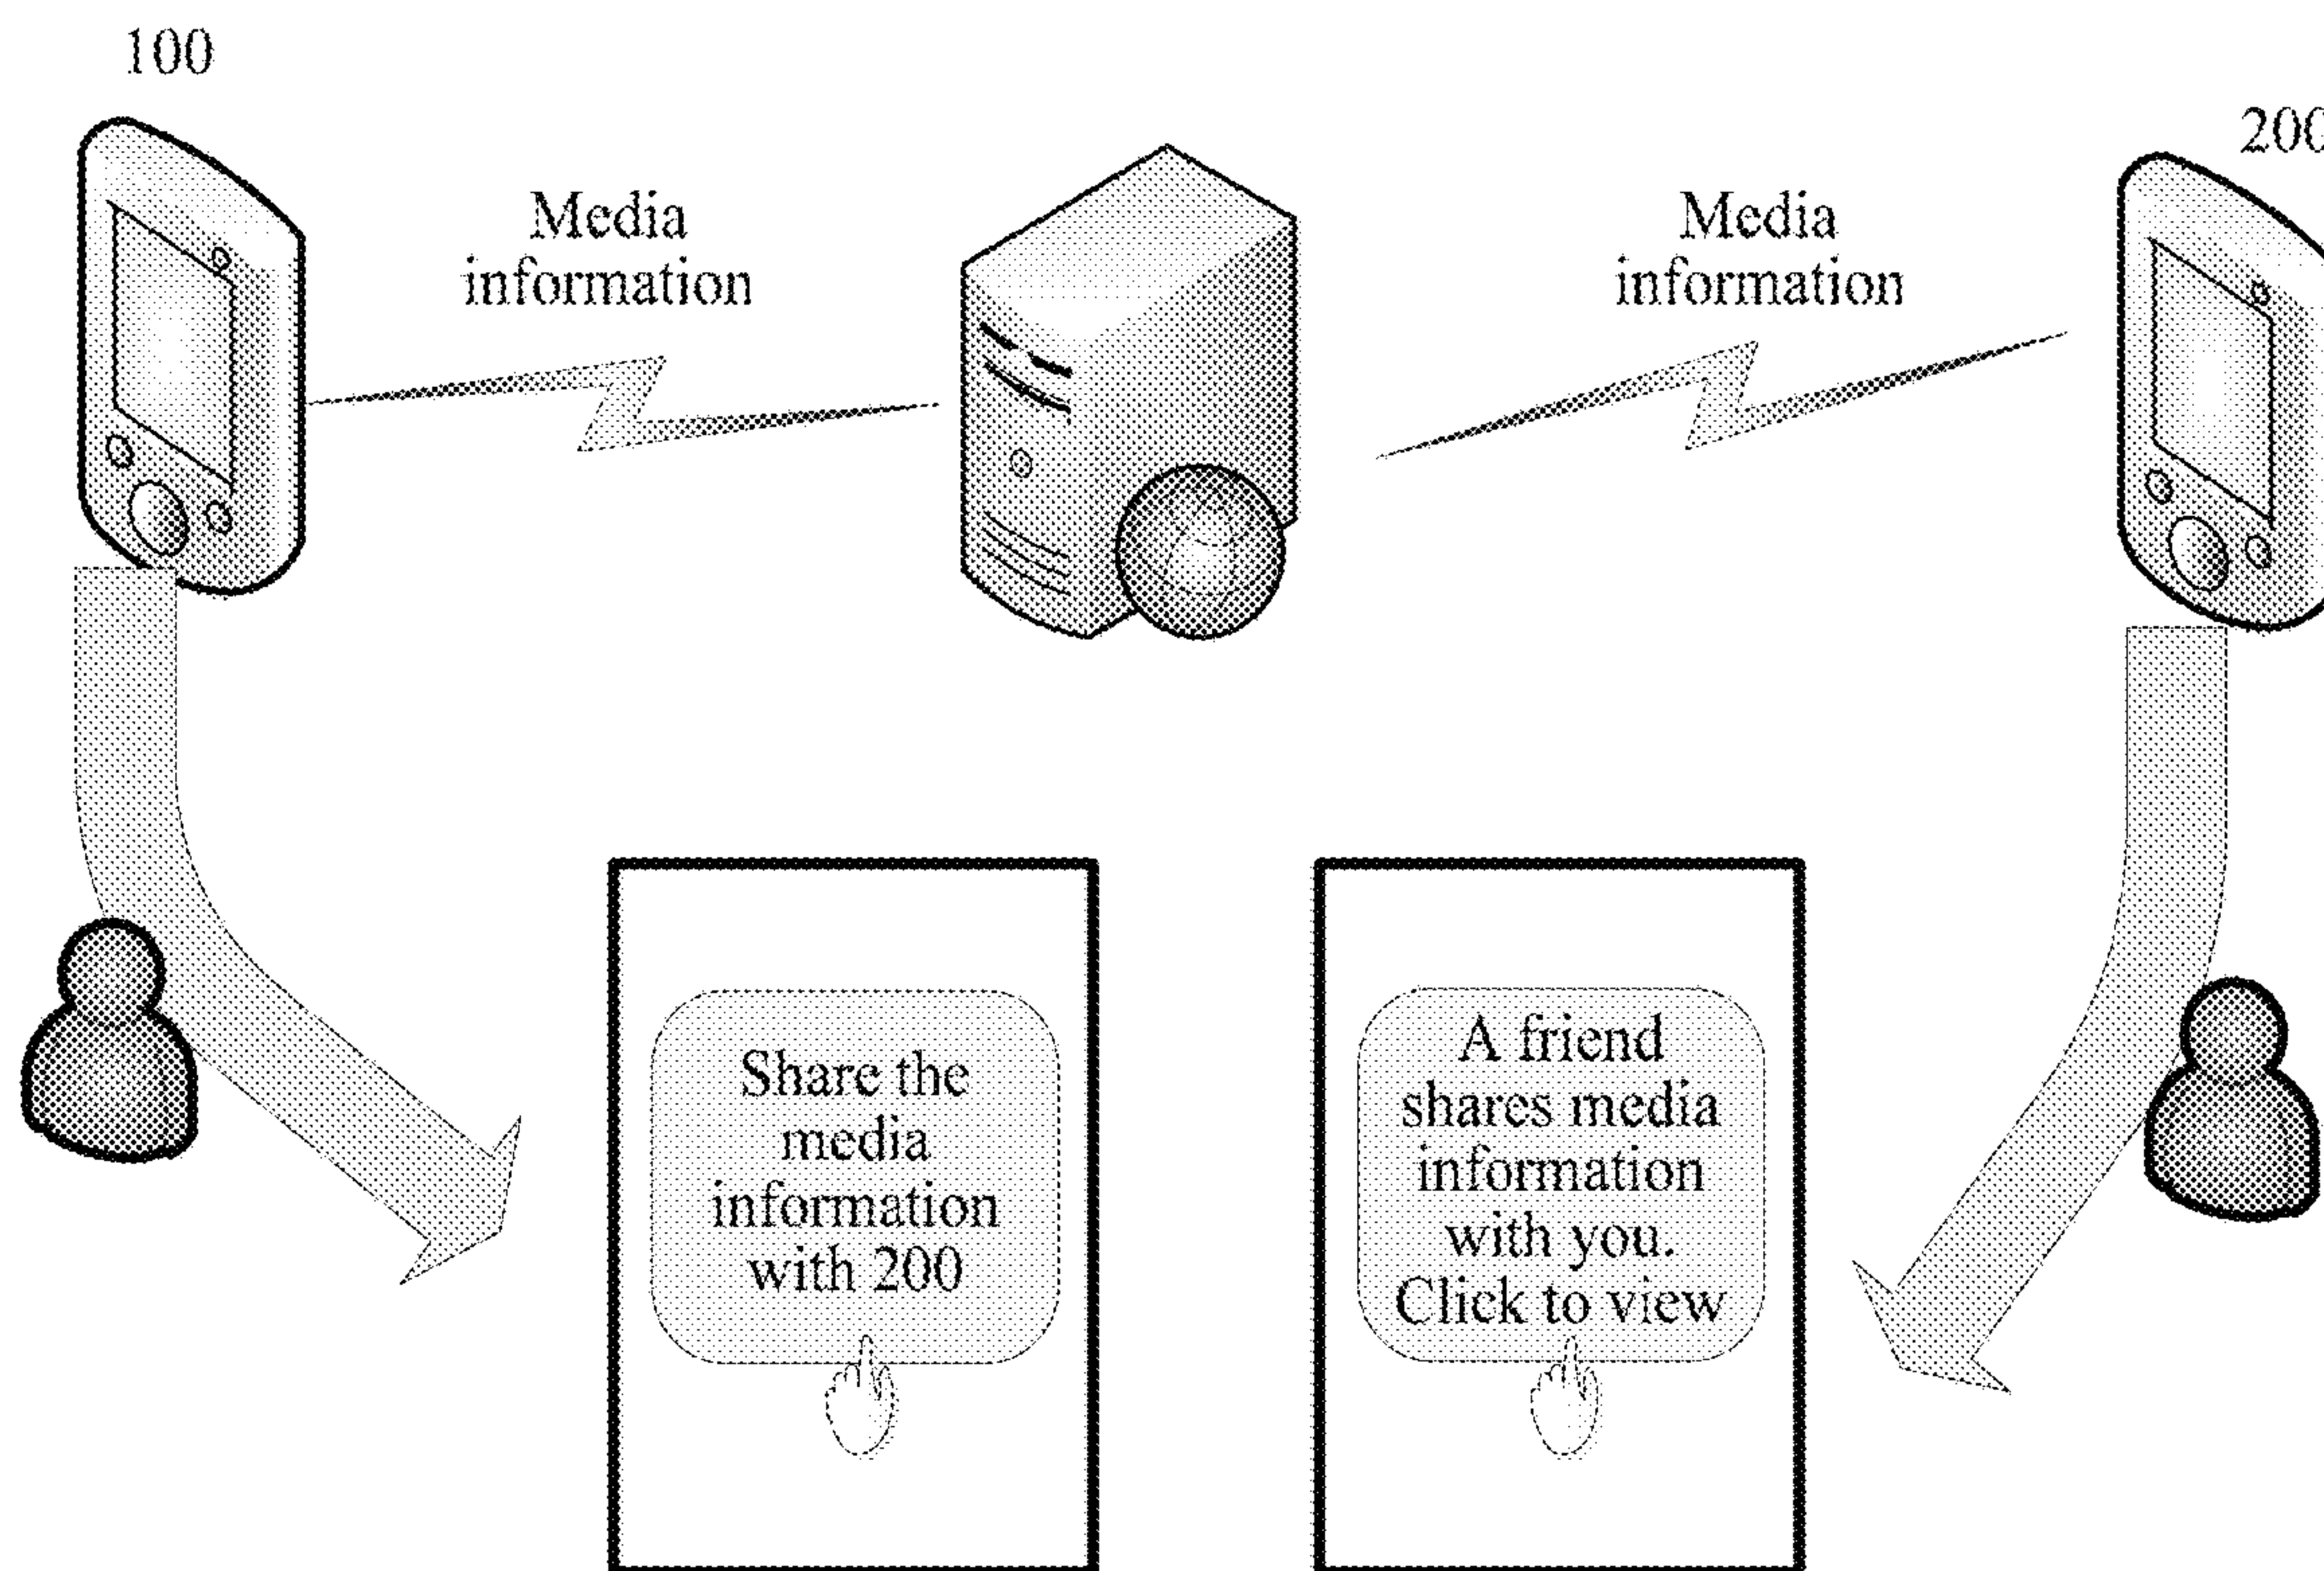 100
200
Media
information
Media
information
Share the
media
information
with 200
A friend
shares media
information
with you.
Click to view